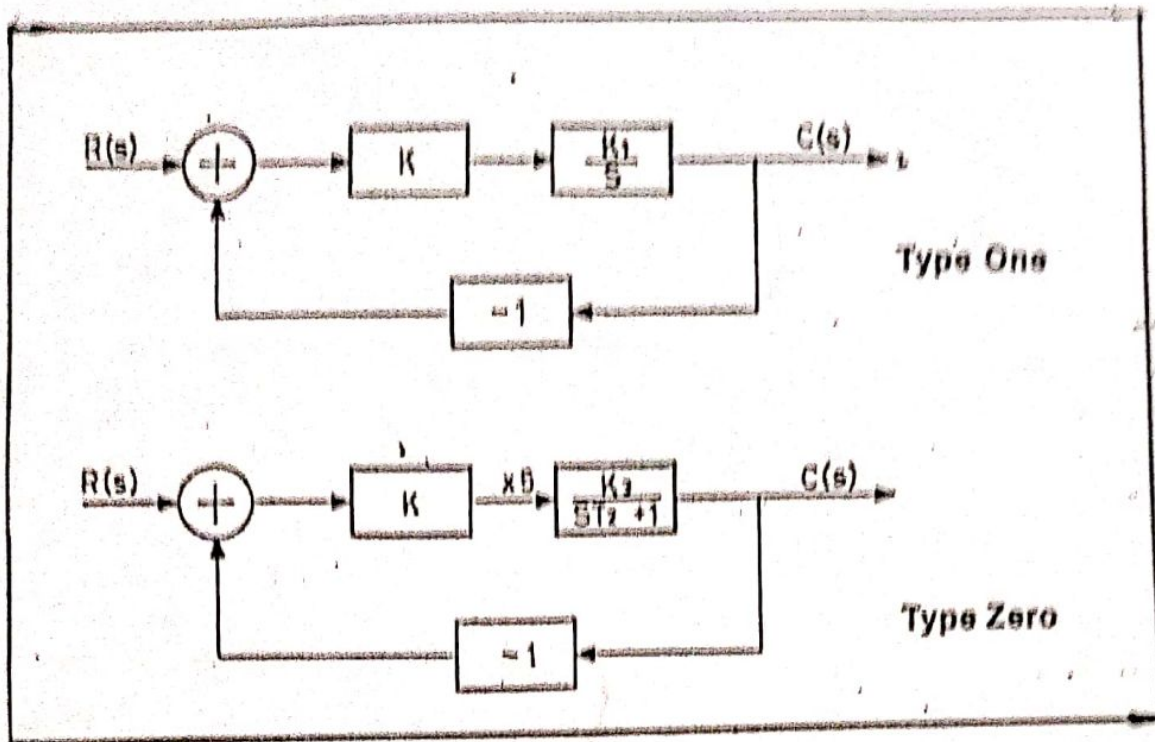 R(s)
K
K1
S
C(s)
Type One
-1
R(s)
K
K2
ST2 +1
C(s)
Type Zero
-1